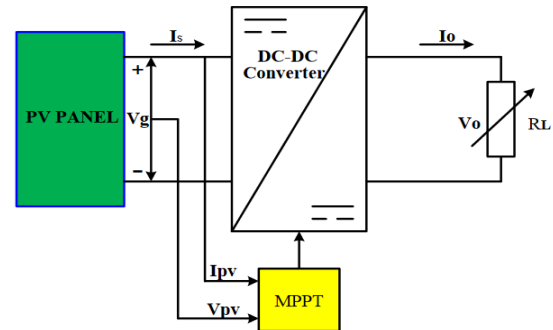 Is
Io
DC-DC
Converter
+
PV PANEL
Vg
Vo
RL
−
Ipv
MPPT
Vpv